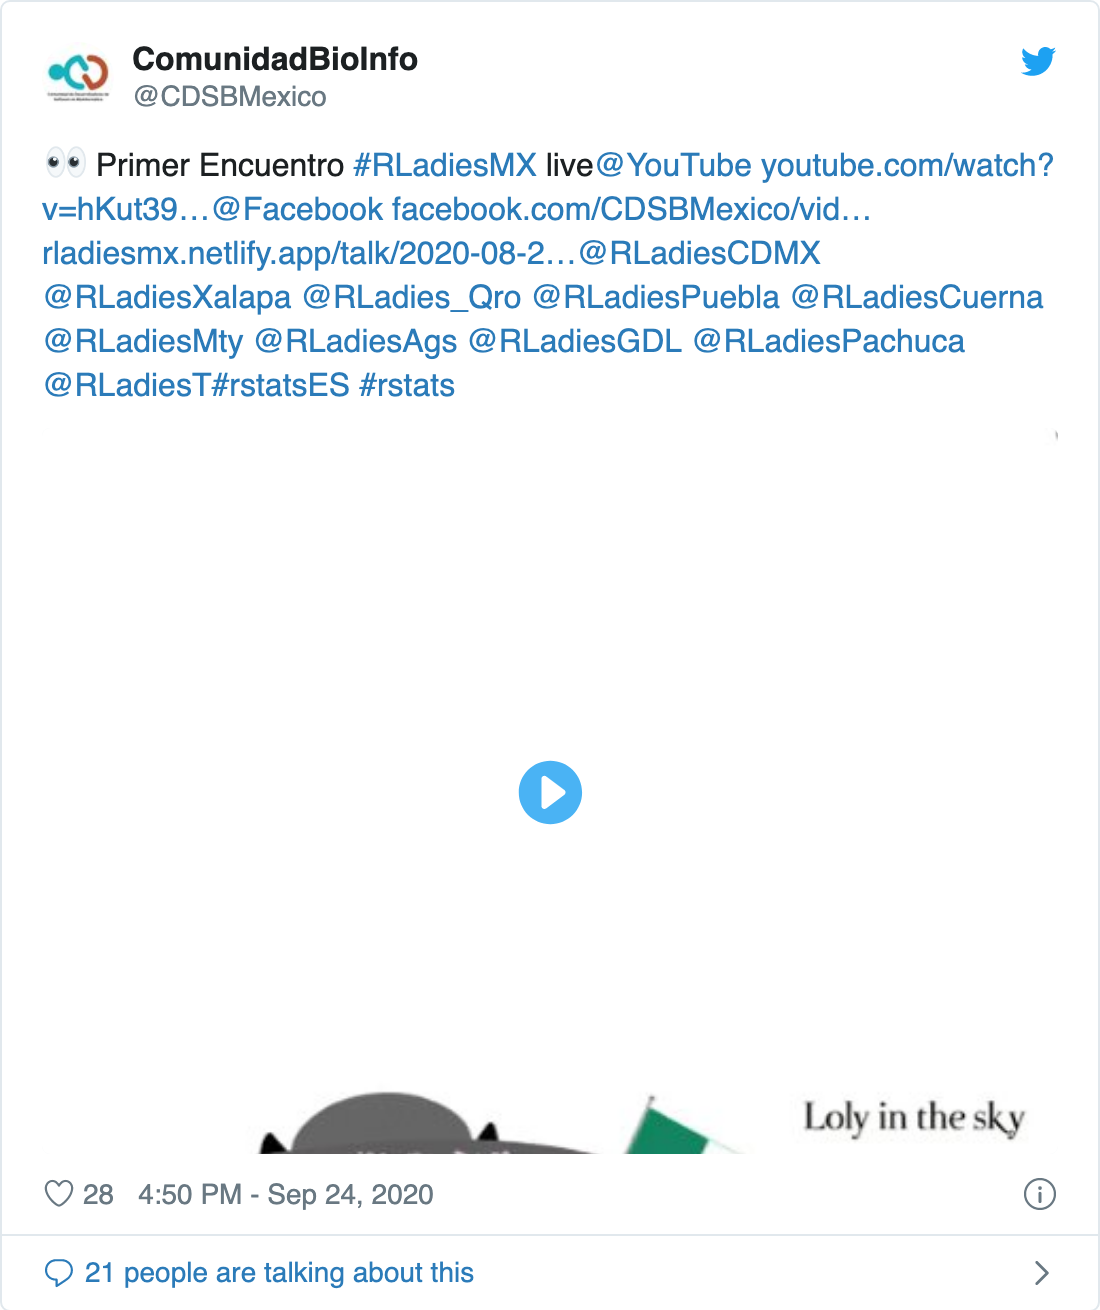 ComunidadBioInfo
@CDSBMexico
👀 Primer Encuentro #RLadiesMX live@YouTube youtube.com/watch?
v=hKut39…@Facebook facebook.com/CDSBMexico/vid…
rladiesmx.netlify.app/talk/2020-08-2…@RLadiesCDMX
@RLadiesXalapa @RLadies_Qro @RLadiesPuebla @RLadiesCuerna
@RLadiesMty @RLadiesAgs @RLadiesGDL @RLadiesPachuca
@RLadiesT#rstatsES #rstats
Loly in the sky
28 4:50 PM - Sep 24, 2020
21 people are talking about this